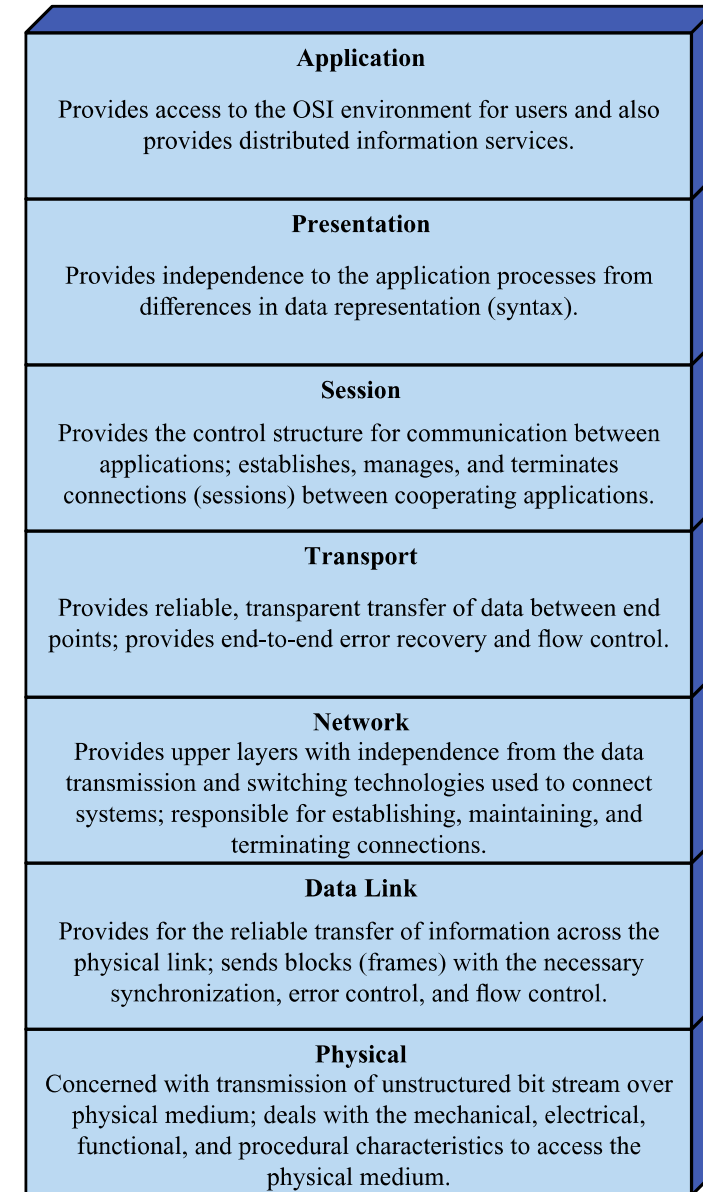 Application
Provides access to the OSI environment for users and also
provides distributed information services.
Presentation
Provides independence to the application processes from
differences in data representation (syntax).
Session
Provides the control structure for communication between
applications; establishes, manages, and terminates
connections (sessions) between cooperating applications.
Transport
Provides reliable, transparent transfer of data between end
points; provides end-to-end error recovery and flow control.
Network
Provides upper layers with independence from the data
transmission and switching technologies used to connect
systems; responsible for establishing, maintaining, and
terminating connections.
Data Link
Provides for the reliable transfer of information across the
physical link; sends blocks (frames) with the necessary
synchronization, error control, and flow control.
Physical
Concerned with transmission of unstructured bit stream over
physical medium; deals with the mechanical, electrical,
functional, and procedural characteristics to access the
physical medium.